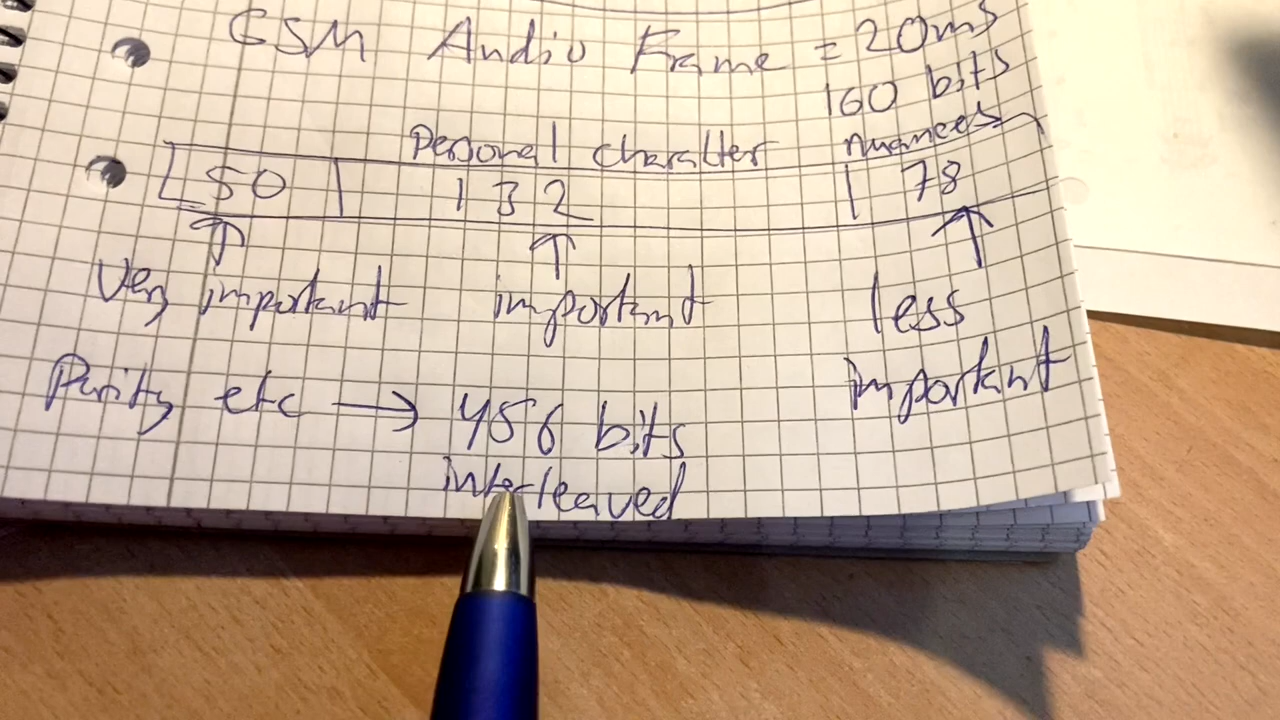 GSM Audio Frame = 20ms
160 bits
Personal character nuances
50 | 132 | 78
Very important important less
important
Parity etc → 456 bits
interleaved